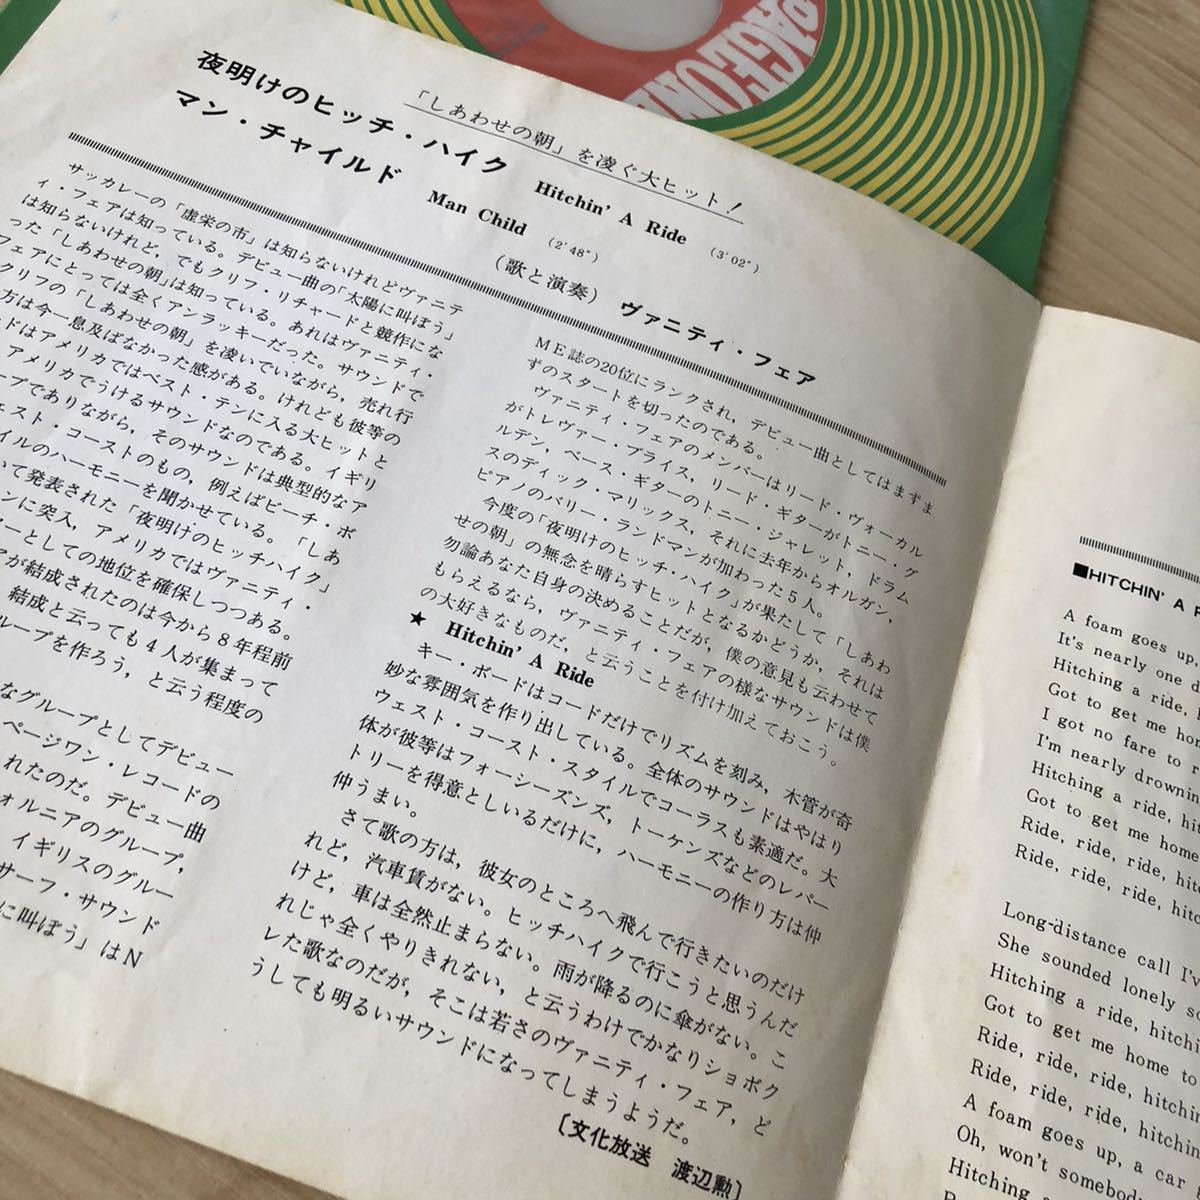 PAGE ONE
「しあわせの朝」を凌ぐ大ヒット!
夜明けのヒッチ・ハイク Hitchin' A Ride (3'02")
マン・チャイルド Man Child (2'48")
(歌と演奏) ヴァニティ・フェア
サッカレーの「虚栄の市」は知らないけれどヴァニテ
ィ・フェアは知っている。デビュー曲の「太陽に叫ぼう」
は知らないけれど,でもクリフ・リチャードと競作にな
った「しあわせの朝」は知っている。あれはヴァニティ・
フェアにとっては全くアンラッキーだった。サウンドで
クリフの「しあわせの朝」を凌いでいながら,売れ行
方は今一息及ばなかった感がある。けれども彼等の
ドはアメリカではベスト・テンに入る大ヒットと
アメリカでうけるサウンドなのである。イギリ
ープでありながら,そのサウンドは典型的なア
ェスト・コーストのもの,例えばビーチ・ボ
イルのハーモニーを聞かせている。「しあ
いて発表された「夜明けのヒッチハイク」
ンに突入,アメリカではヴァニティ・
ーとしての地位を確保しつつある。
アが結成されたのは今から8年程前
結成と云っても4人が集まって
グループを作ろう,と云う程度の
なグループとしてデビュー
ページワン・レコードの
れたのだ。デビュー曲
ォルニアのグループ,
イギリスのグルー
サーフ・サウンド
に叫ぼう」はN
ME誌の20位にランクされ,デビュー曲としてはまずま
ずのスタートを切ったのである。
ヴァニティ・フェアのメンバーはリード・ヴォーカル
がトレヴァー・ブライス,リード・ギターがトニー・ゲ
ルデン,ベース・ギターのトニー・ジャレット,ドラム
スのディック・マリックス,それに去年からオルガン,
ピアノのバリー・ランドマンが加わった5人。
今度の「夜明けのヒッチ・ハイク」が果たして「しあわ
せの朝」の無念を晴らすヒットとなるかどうか,それは
勿論あなた自身の決めることだが,僕の意見も云わせて
もらえるなら,ヴァニティ・フェアの様なサウンドは僕
の大好きなものだ,と云うことを付け加えておこう。
★ Hitchin' A Ride
キー・ボードはコードだけでリズムを刻み,木管が奇
妙な雰囲気を作り出している。全体のサウンドはやはり
ウェスト・コースト・スタイルでコーラスも素適だ。大
体が彼等はフォーシーズンズ,トーケンズなどのレパー
トリーを得意としいるだけに,ハーモニーの作り方は仲
仲うまい。
さて歌の方は,彼女のところへ飛んで行きたいのだけ
れど,汽車賃がない。ヒッチハイクで行こうと思うんだ
けど,車は全然止まらない。雨が降るのに傘がない。こ
れじゃ全くやりきれない,と云うわけでかなりショボク
レた歌なのだが,そこは若さのヴァニティ・フェア,ど
うしても明るいサウンドになってしまうようだ。
〔文化放送 渡辺勲〕
■HITCHIN' A R
A foam goes up,
It's nearly one
Hitching a ride,
Got to get me hom
I got no fare to r
I'm nearly drownin
Hitching a ride, hit
Got to get me home
Ride, ride, ride, hitc
Ride, ride, ride, hitc
Long-distance call I'v
She sounded lonely so
Hitching a ride, hitchin
Got to get me home to
Ride, ride, ride, hitchin
Ride, ride, ride, hitchin
A foam goes up, a car s
Oh, won't somebody
Hitching a ride,